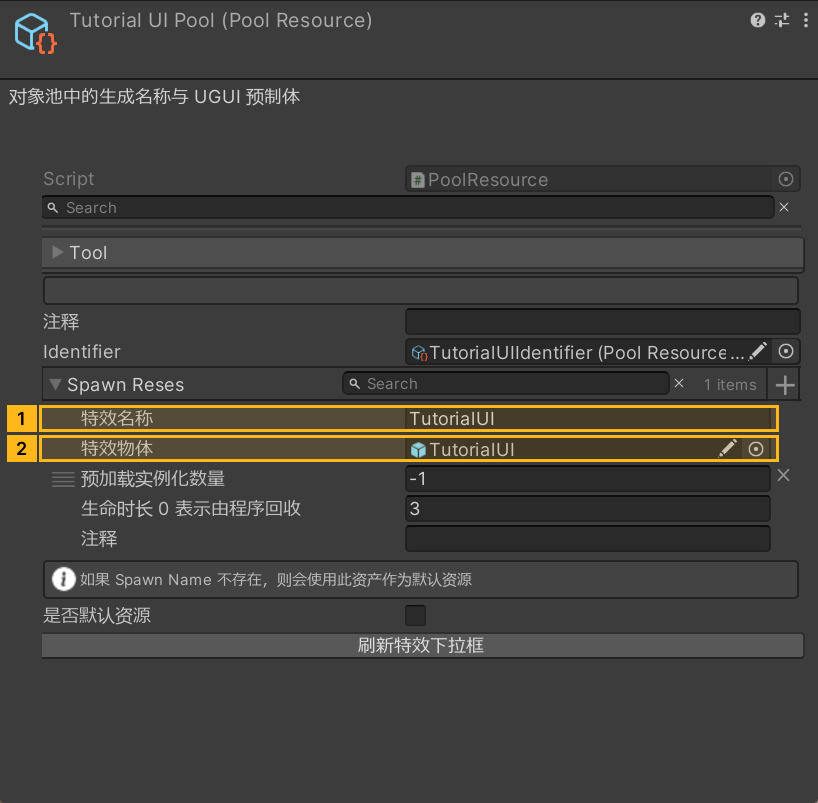 Tutorial UI Pool (Pool Resource)
对象池中的生成名称与 UGUI 预制体
Script
PoolResource
Search
Tool
注释
Identifier
TutorialUIIdentifier (Pool Resource ...
Spawn Reses
Search
1 items
1
特效名称
TutorialUI
2
特效物体
TutorialUI
预加载实例化数量
-1
生命时长 0 表示由程序回收
3
注释
如果 Spawn Name 不存在，则会使用此资产作为默认资源
是否默认资源
刷新特效下拉框